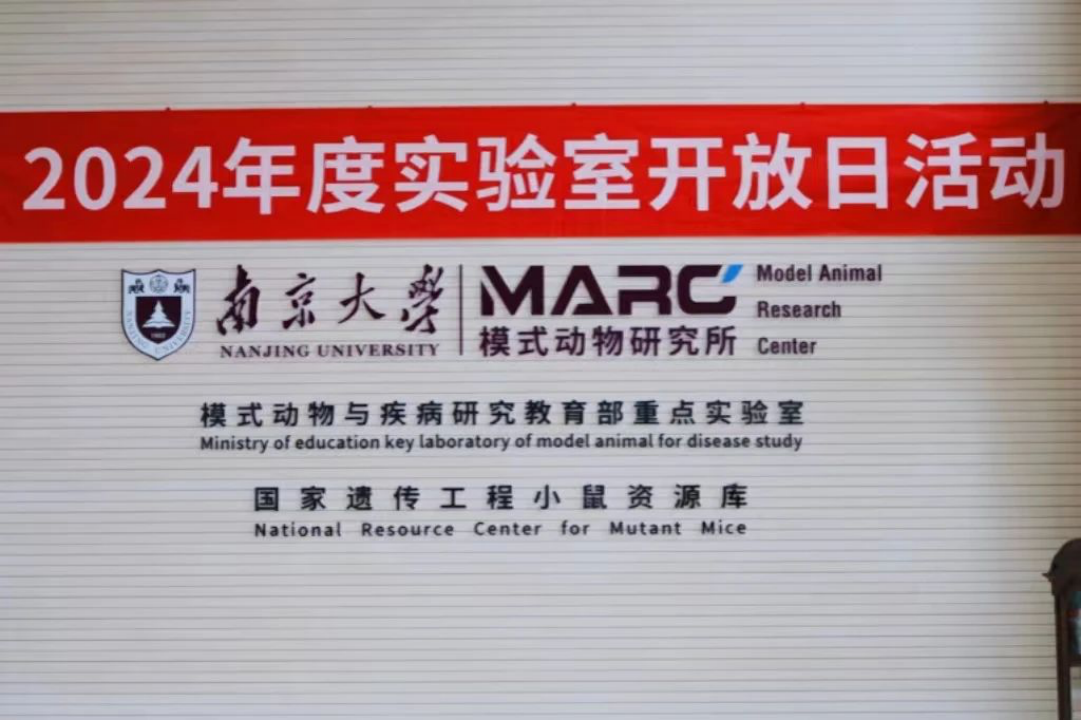 2024年度实验室开放日活动
南京大学
NANJING UNIVERSITY
MARC
模式动物研究所
Model Animal
Research
Center
模式动物与疾病研究教育部重点实验室
Ministry of education key laboratory of model animal for disease study
国家遗传工程小鼠资源库
National Resource Center for Mutant Mice
NANJING UNIVERSITY